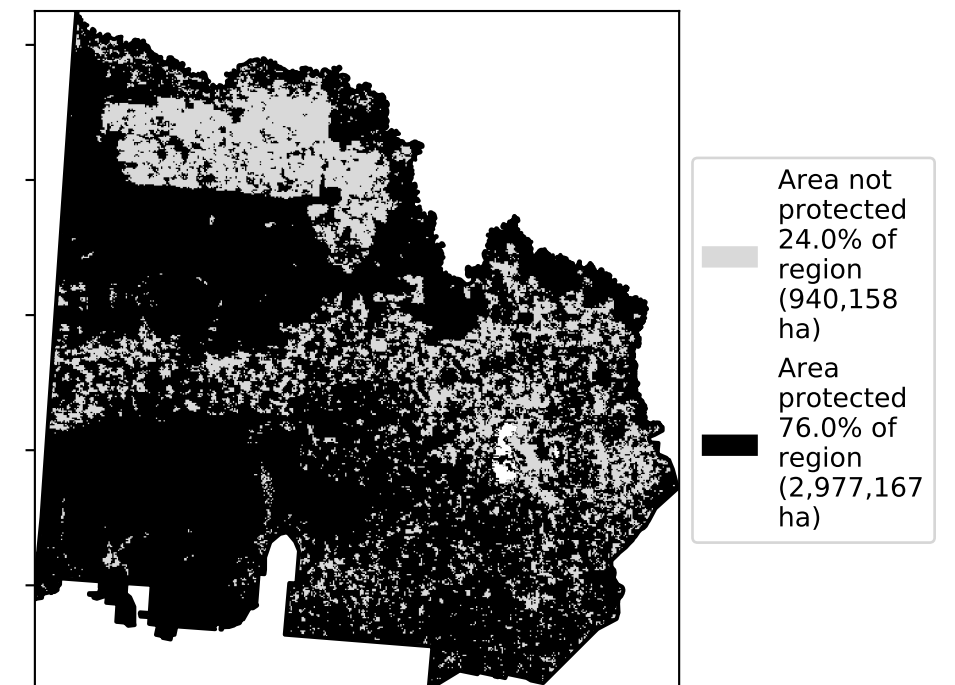 Area not
protected
24.0% of
region
(940,158
ha)
Area
protected
76.0% of
region
(2,977,167
ha)